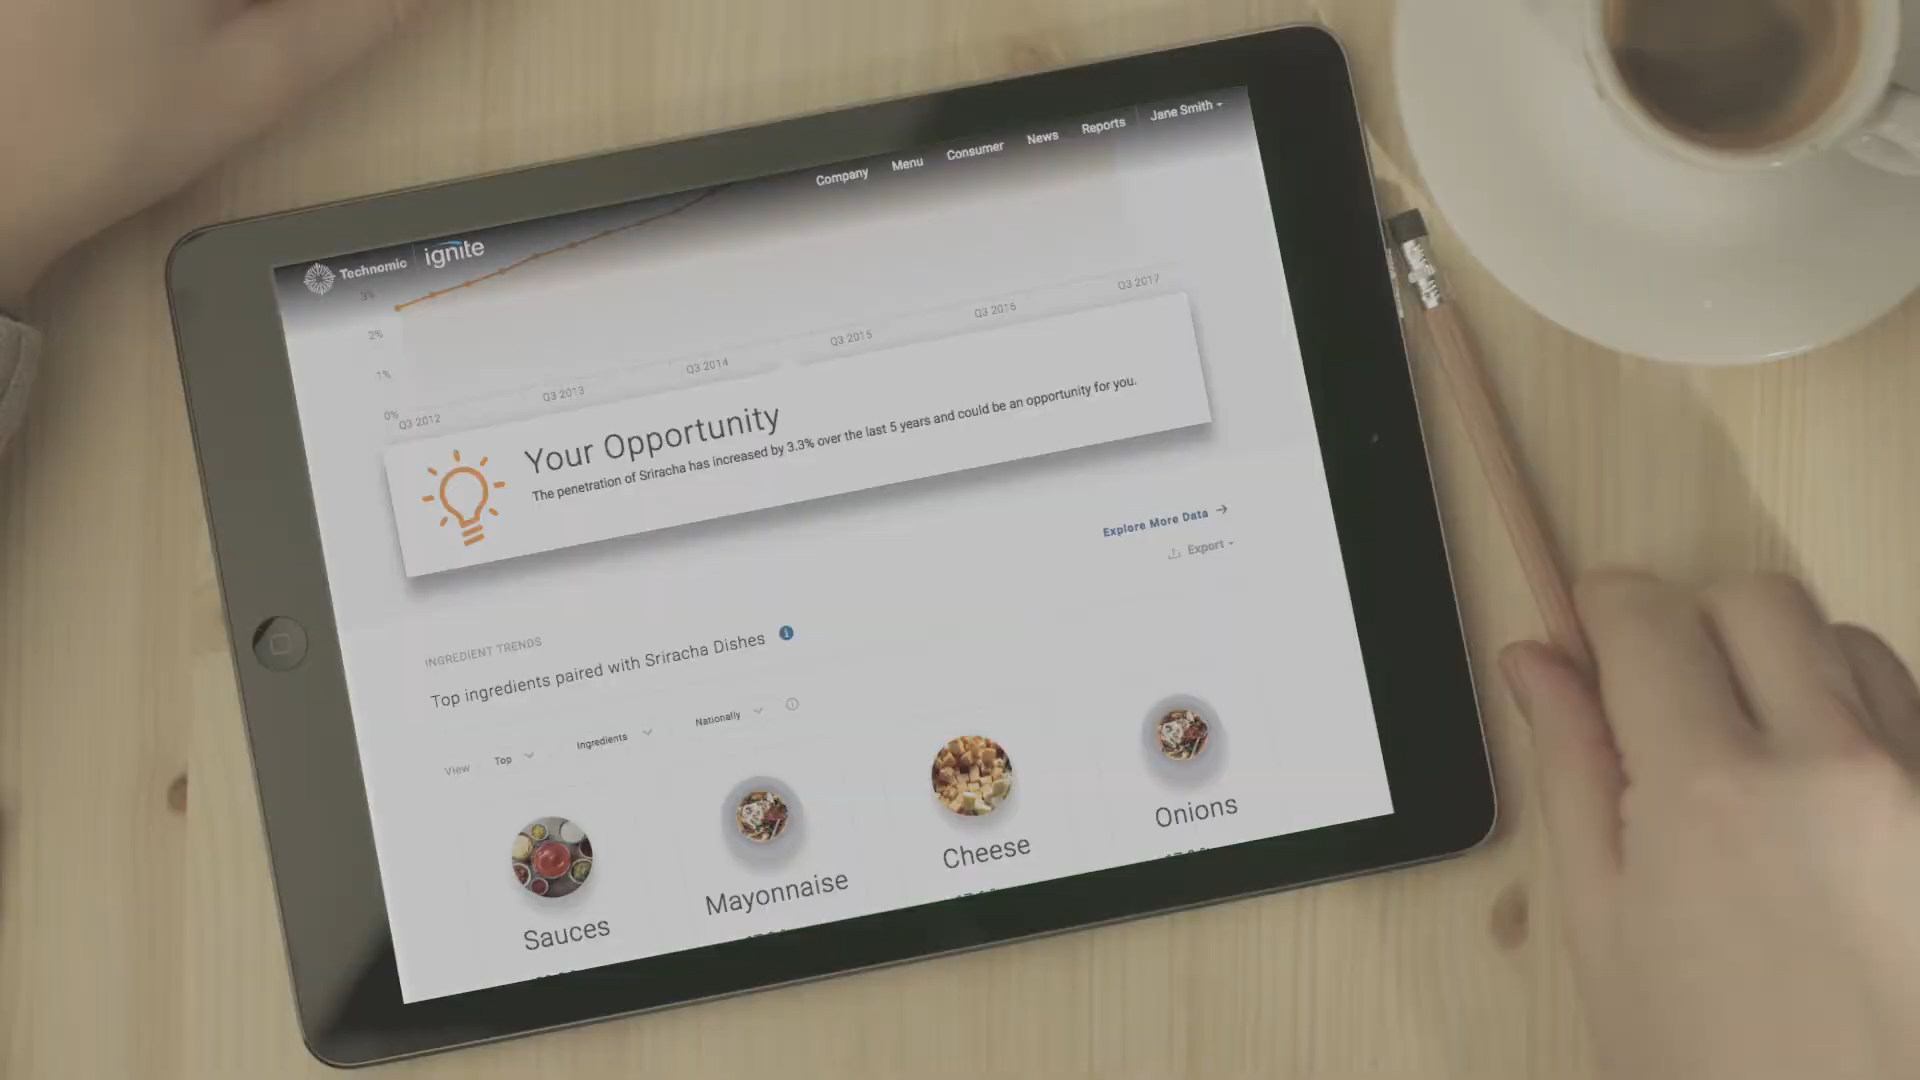 Company Menu Consumer News Reports Jane Smith
Technomic ignite
3%
2%
1%
0%
Q3 2012 Q3 2013 Q3 2014 Q3 2015 Q3 2016 Q3 2017
Your Opportunity
The penetration of Sriracha has increased by 3.3% over the last 5 years and could be an opportunity for you.
Explore More Data →
Export
INGREDIENT TRENDS
Top ingredients paired with Sriracha Dishes
View Top Ingredients Nationally
Sauces Mayonnaise Cheese Onions